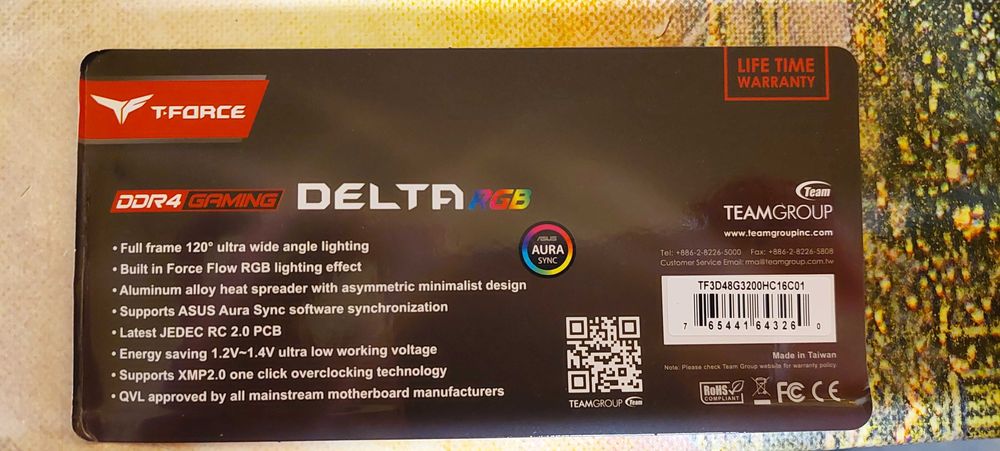 LIFE TIME
WARRANTY
T-FORCE
DDR4 GAMING DELTA RGB
• Full frame 120° ultra wide angle lighting
• Built in Force Flow RGB lighting effect
• Aluminum alloy heat spreader with asymmetric minimalist design
• Supports ASUS Aura Sync software synchronization
• Latest JEDEC RC 2.0 PCB
• Energy saving 1.2V~1.4V ultra low working voltage
• Supports XMP2.0 one click overclocking technology
• QVL approved by all mainstream motherboard manufacturers
ASUS
AURA
SYNC
TEAMGROUP Team
Team
TEAMGROUP
www.teamgroupinc.com
Tel: +886-2-8226-5000 Fax: +886-2-8226-5808
Customer Service Email: rma@teamgroup.com.tw
TF3D48G3200HC16C01
7 65441 64326 0
Made in Taiwan
Note: Please check Team Group website for warranty policy.
RoHS
COMPLIANT
FC CE